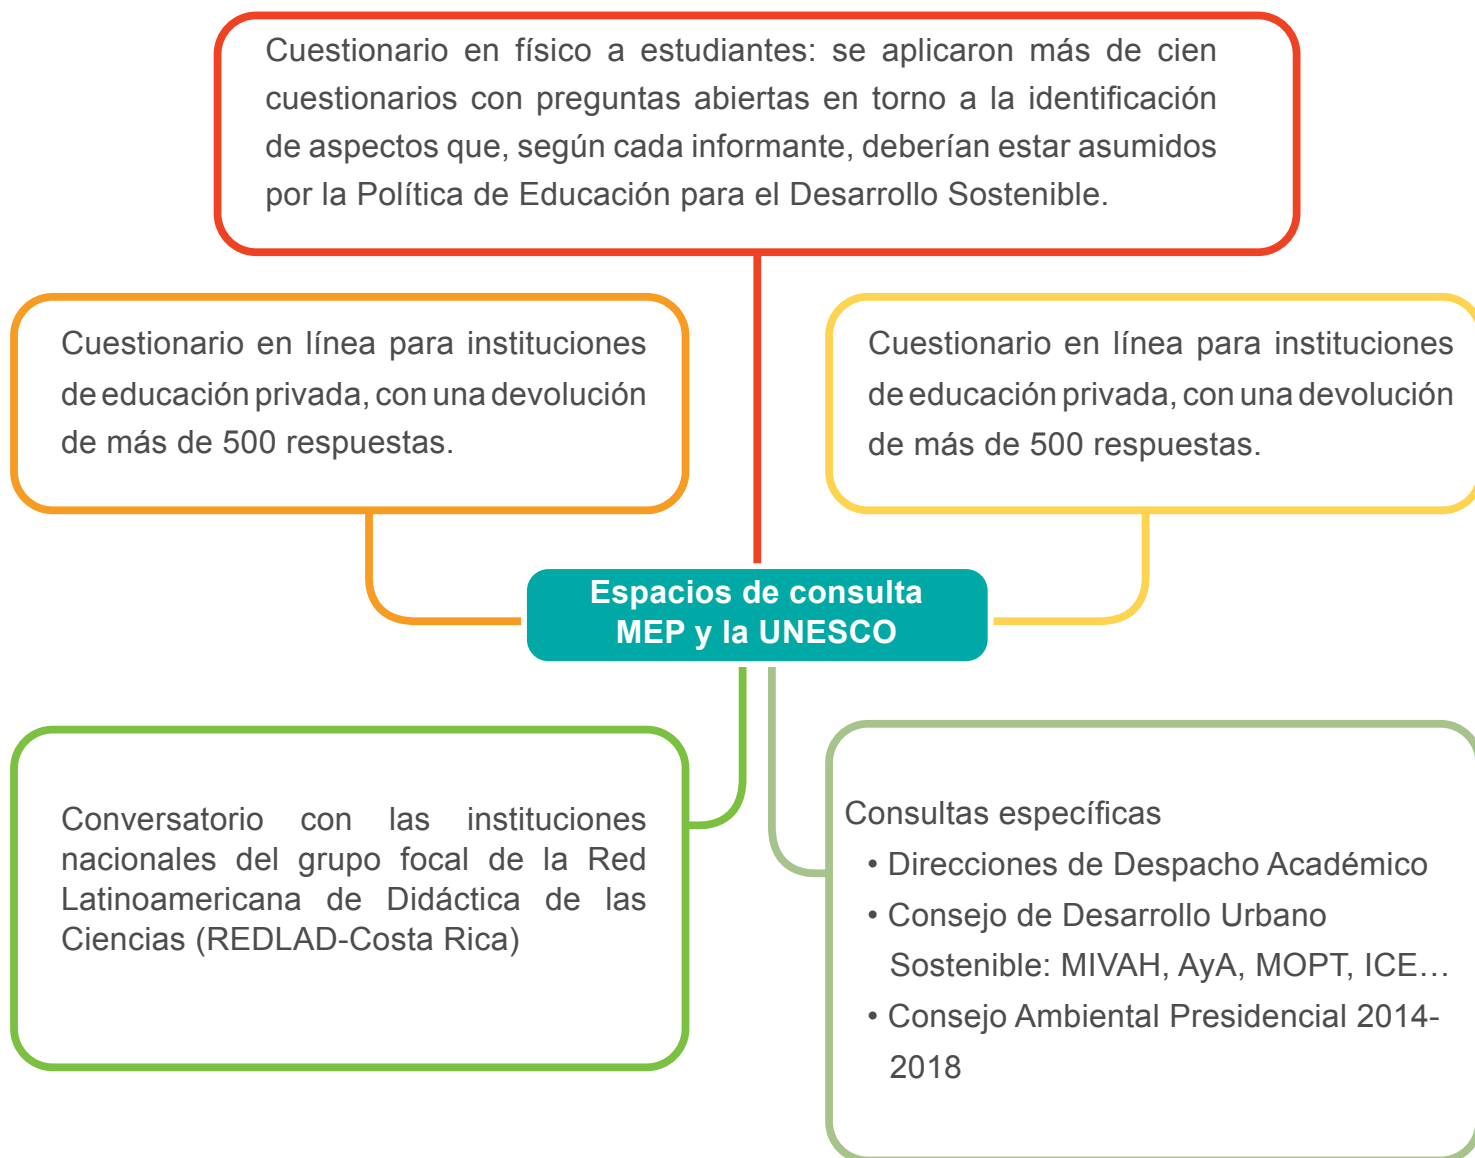 Cuestionario en físico a estudiantes: se aplicaron más de cien
cuestionarios con preguntas abiertas en torno a la identificación
de aspectos que, según cada informante, deberían estar asumidos
por la Política de Educación para el Desarrollo Sostenible.
Cuestionario en línea para instituciones
de educación privada, con una devolución
de más de 500 respuestas.
Cuestionario en línea para instituciones
de educación privada, con una devolución
de más de 500 respuestas.
Espacios de consulta
MEP y la UNESCO
Conversatorio con las instituciones
nacionales del grupo focal de la Red
Latinoamericana de Didáctica de las
Ciencias (REDLAD-Costa Rica)
Consultas específicas
• Direcciones de Despacho Académico
• Consejo de Desarrollo Urbano
Sostenible: MIVAH, AyA, MOPT, ICE…
• Consejo Ambiental Presidencial 2014-
2018